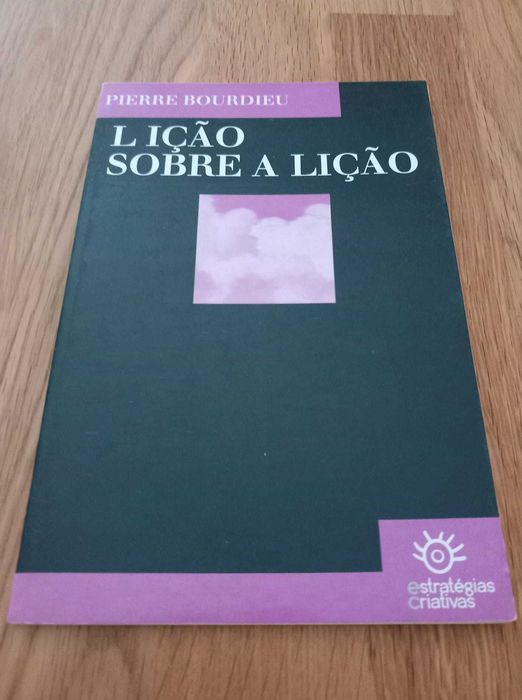 PIERRE BOURDIEU
LIÇÃO
SOBRE A LIÇÃO
estratégias
criativas